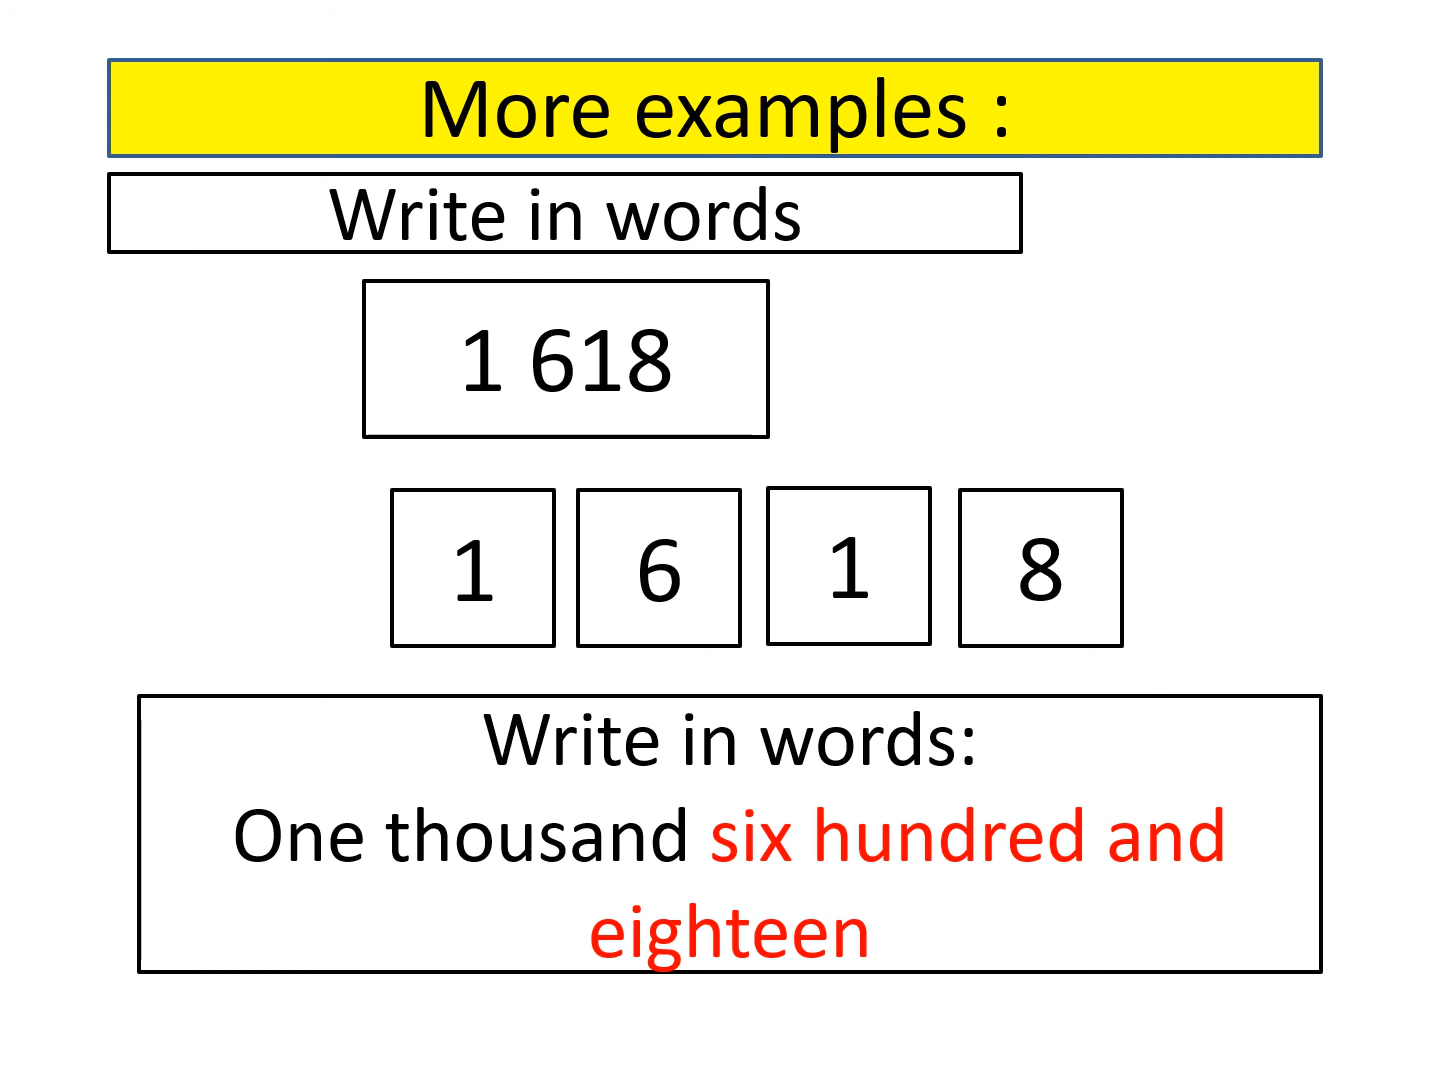 More examples :
Write in words
1 618
1 6 1 8
Write in words:
One thousand six hundred and
eighteen